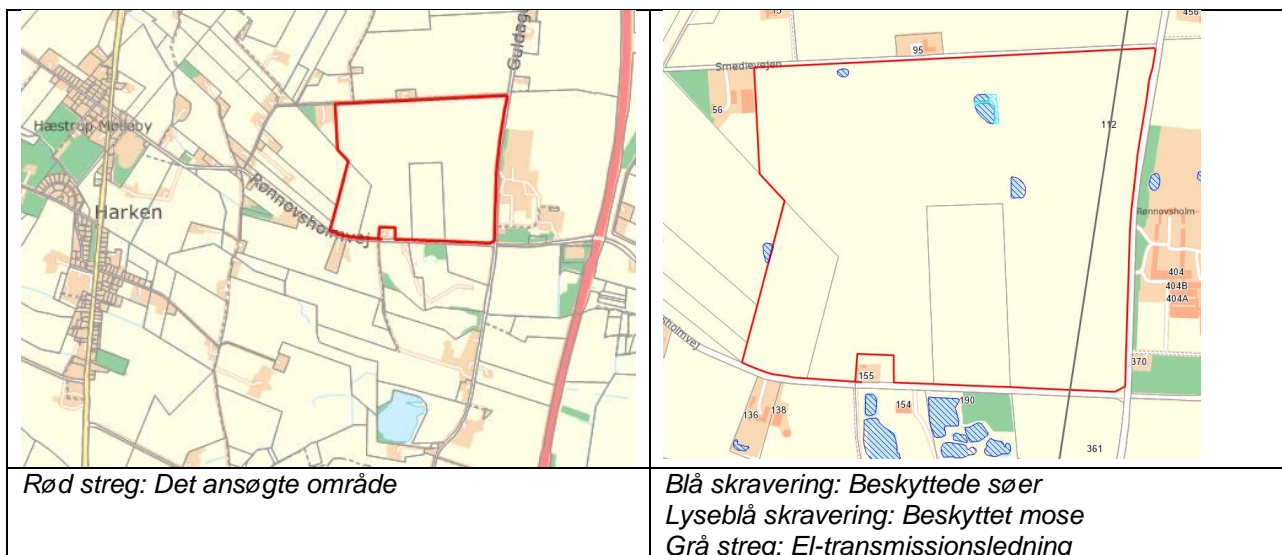 Guldag
Hæstrup Mølleby
Harken
Rønnovsholmvej
Rød streg: Det ansøgte område
456
95
Smedievejen
56
112
Rønnovsholm
404
404B
404A
sholmvej
370
155
154
190
136
138
361
Blå skravering: Beskyttede søer
Lyseblå skravering: Beskyttet mose
Grå streg: El-transmissionsledning